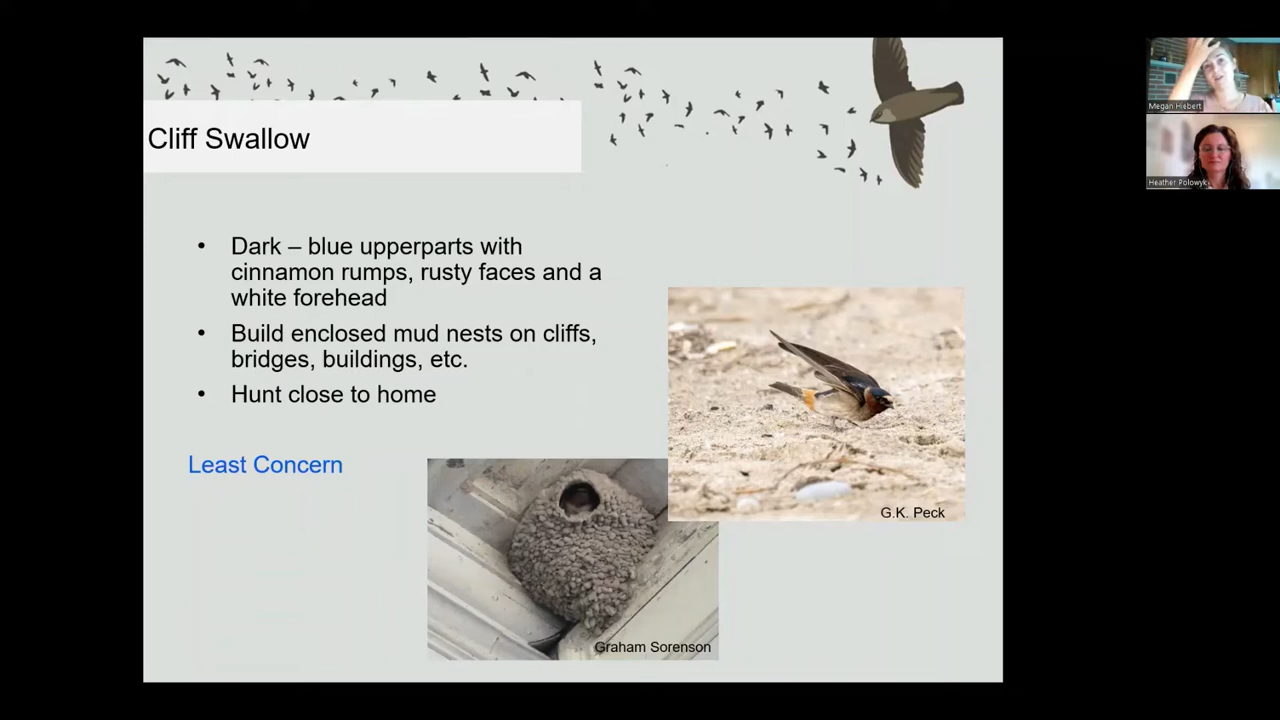 Cliff Swallow
• Dark – blue upperparts with
cinnamon rumps, rusty faces and a
white forehead
• Build enclosed mud nests on cliffs,
bridges, buildings, etc.
• Hunt close to home
Least Concern
G.K. Peck
Graham Sorenson
Megan Hiebert
Heather Polowyk